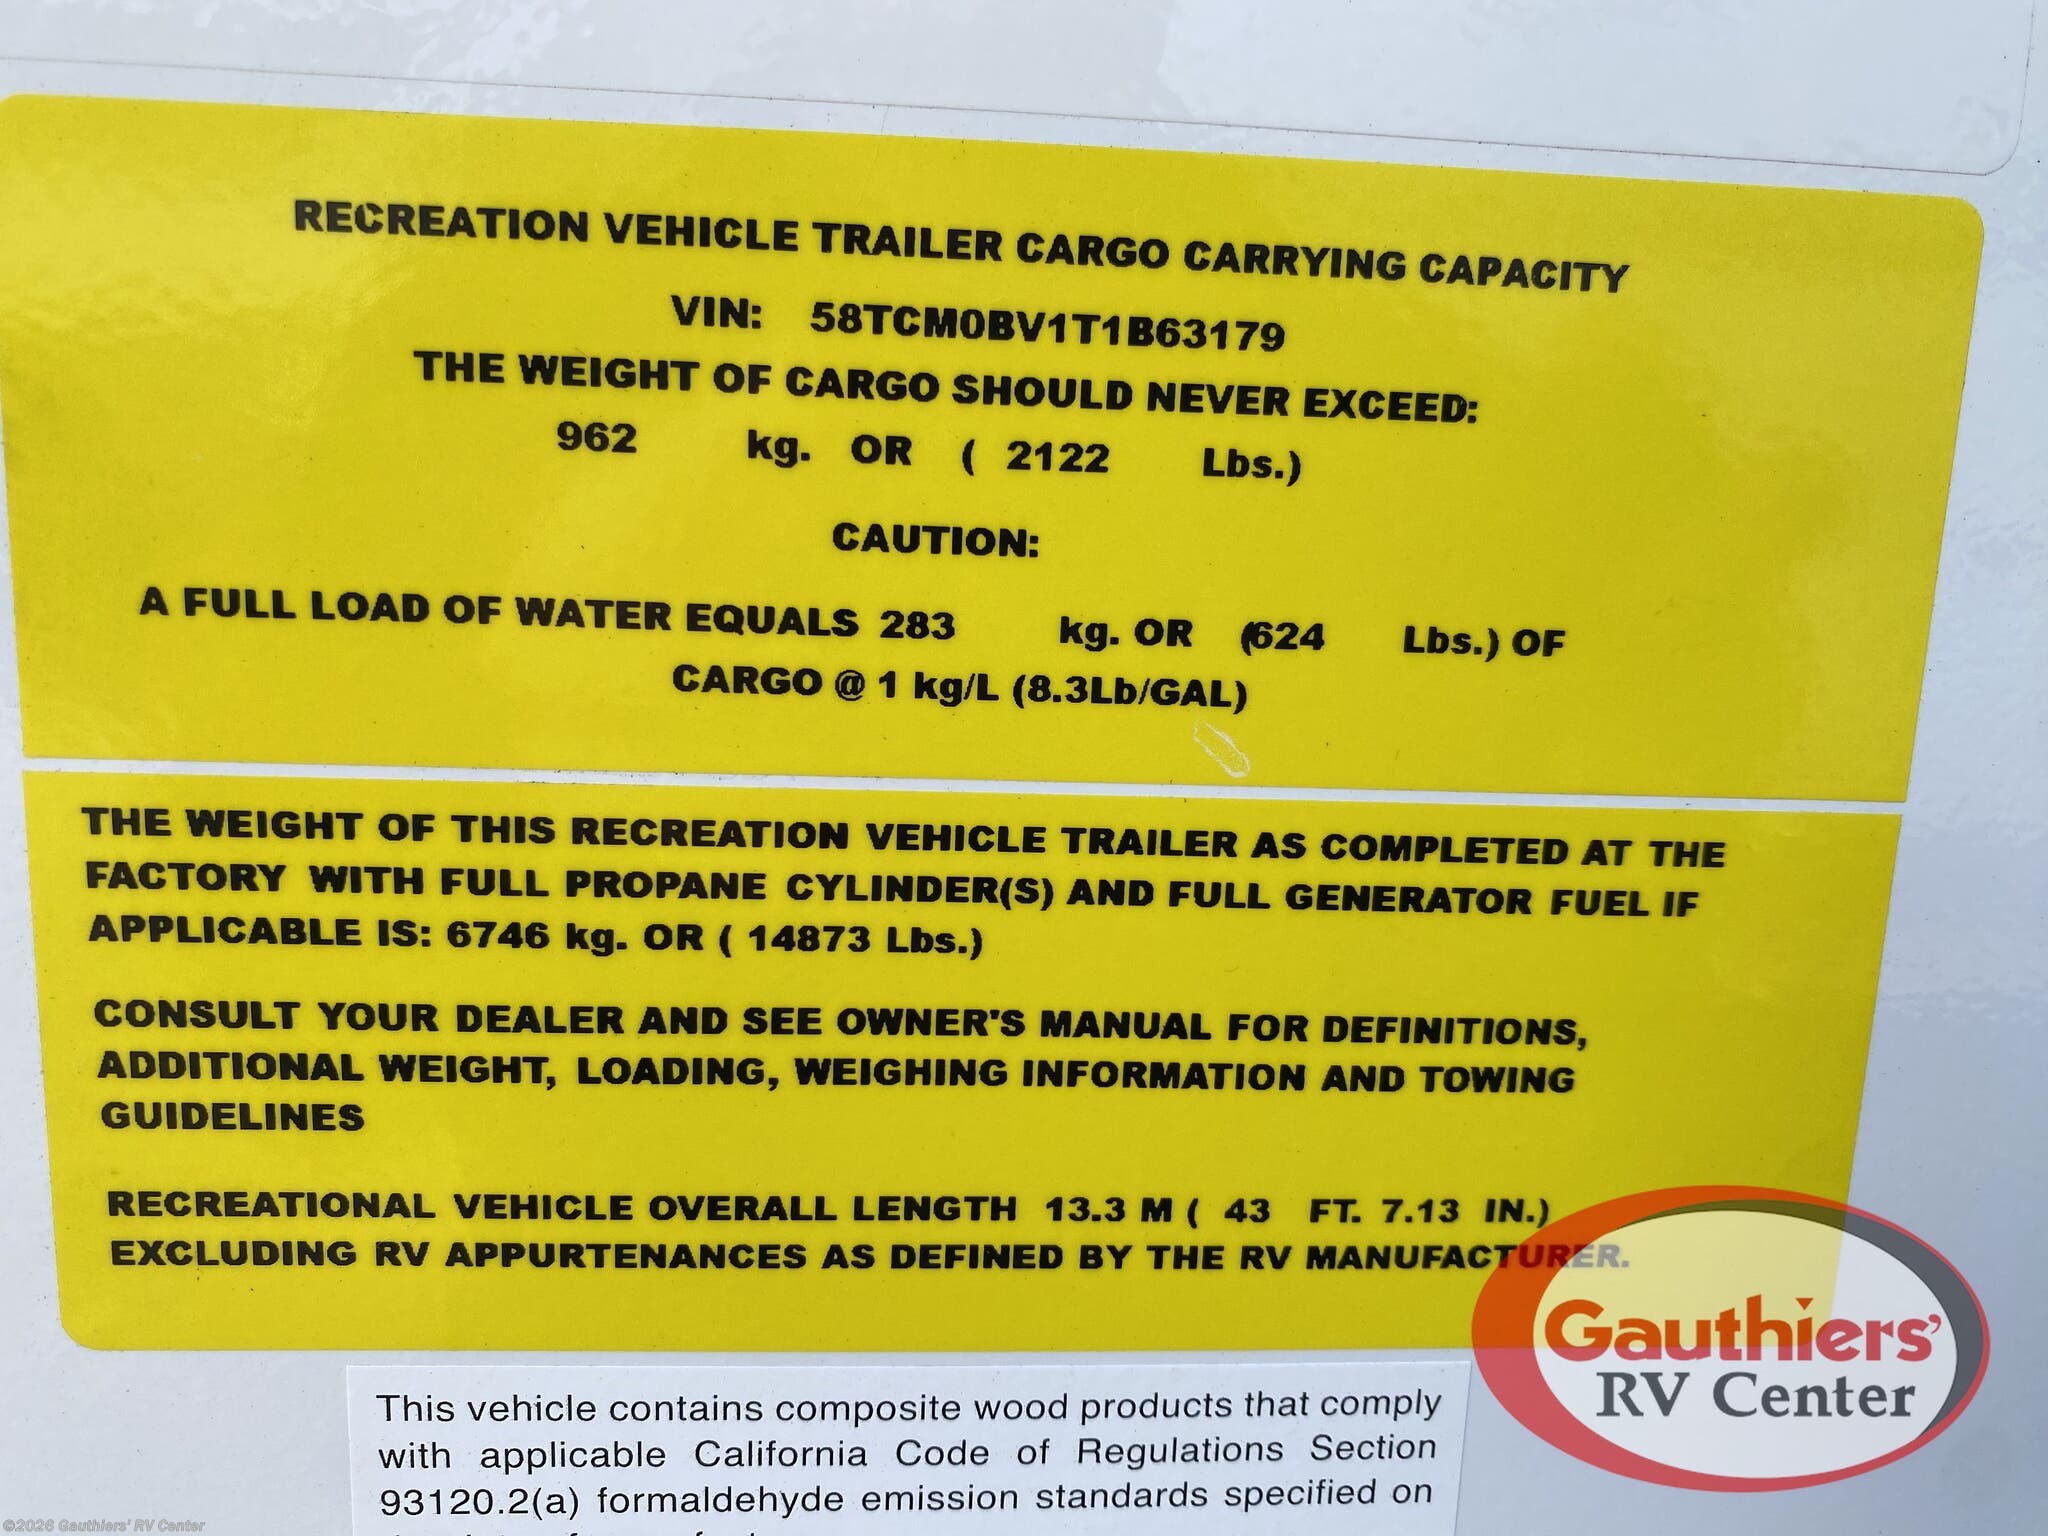 RECREATION VEHICLE TRAILER CARGO CARRYING CAPACITY
VIN: 58TCM0BV1T1B63179
THE WEIGHT OF CARGO SHOULD NEVER EXCEED:
962 kg. OR ( 2122 Lbs.)
CAUTION:
A FULL LOAD OF WATER EQUALS 283 kg. OR (624 Lbs.) OF
CARGO @ 1 kg/L (8.3Lb/GAL)
THE WEIGHT OF THIS RECREATION VEHICLE TRAILER AS COMPLETED AT THE
FACTORY WITH FULL PROPANE CYLINDER(S) AND FULL GENERATOR FUEL IF
APPLICABLE IS: 6746 kg. OR ( 14873 Lbs.)
CONSULT YOUR DEALER AND SEE OWNER'S MANUAL FOR DEFINITIONS,
ADDITIONAL WEIGHT, LOADING, WEIGHING INFORMATION AND TOWING
GUIDELINES
RECREATIONAL VEHICLE OVERALL LENGTH 13.3 M ( 43 FT. 7.13 IN.)
EXCLUDING RV APPURTENANCES AS DEFINED BY THE RV MANUFACTURER.
Gauthiers'
RV Center
This vehicle contains composite wood products that comply
with applicable California Code of Regulations Section
93120.2(a) formaldehyde emission standards specified on
©2026 Gauthiers' RV Center